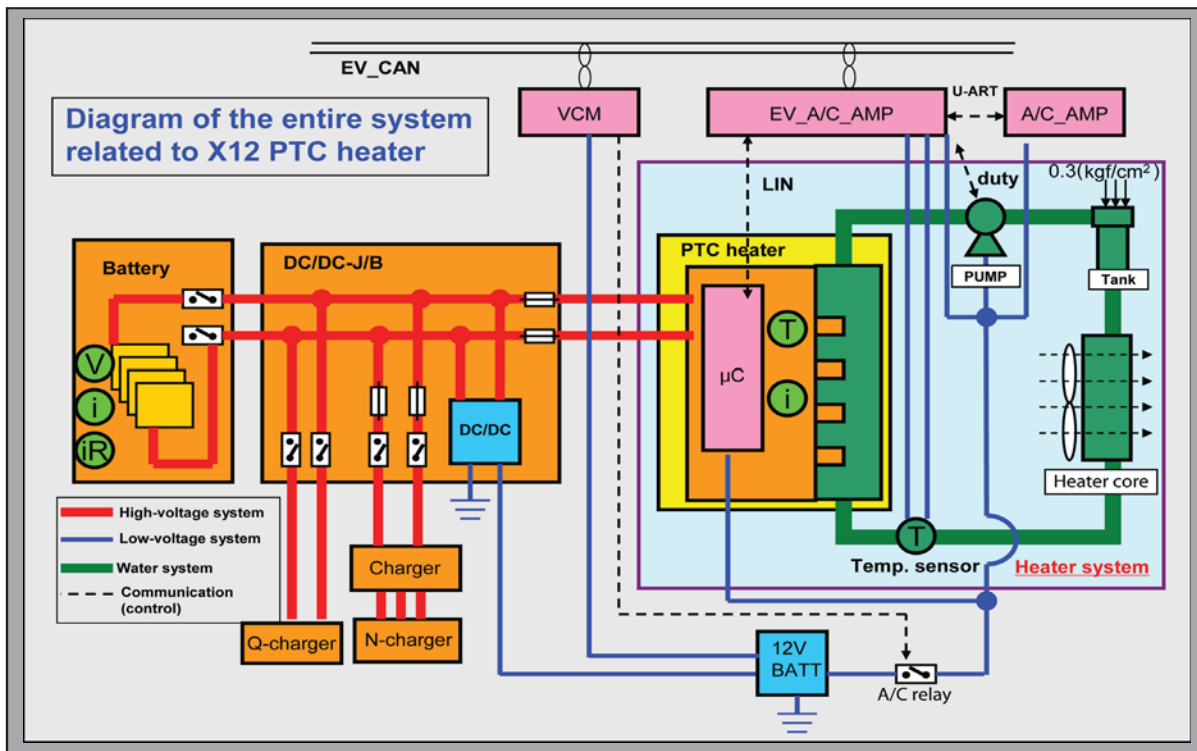 EV_CAN
U-ART
Diagram of the entire system
related to X12 PTC heater
VCM
EV_A/C_AMP
A/C_AMP
LIN
duty
0.3(kgf/cm²)
PTC heater
Battery
DC/DC-J/B
PUMP
Tank
T
V
µC
i
i
DC/DC
iR
Heater core
High-voltage system
Low-voltage system
Water system
Communication
(control)
T
Temp. sensor
Heater system
Charger
Q-charger
N-charger
12V
BATT
A/C relay